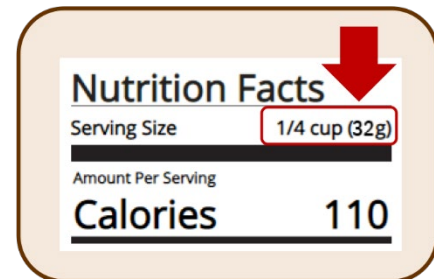 Nutrition Facts
Serving Size 1/4 cup (32g)
Amount Per Serving
Calories 110